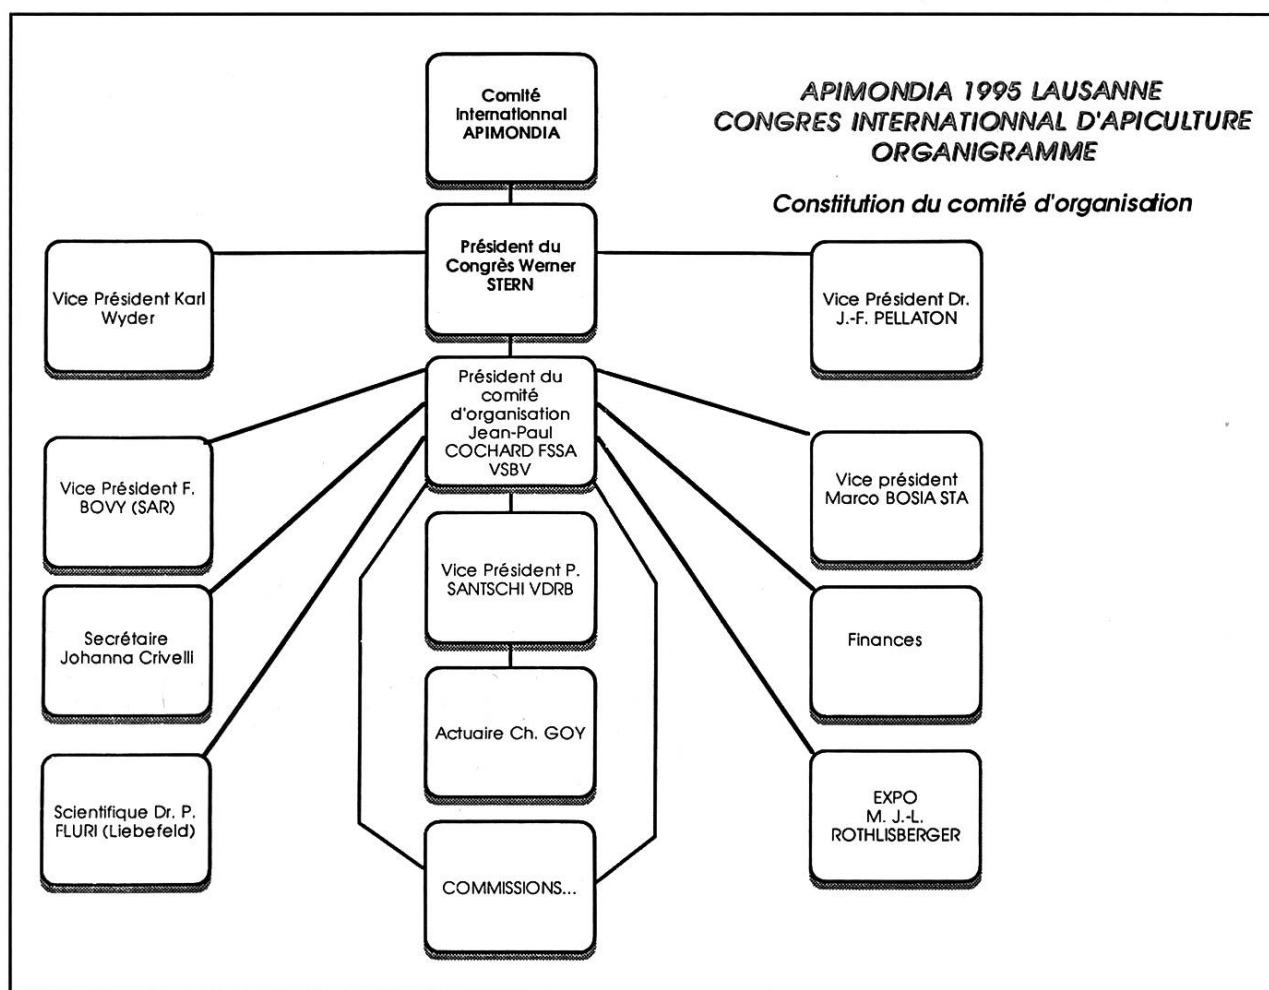 APIMONDIA 1995 LAUSANNE
CONGRES INTERNATIONNAL D'APICULTURE
ORGANIGRAMME
Constitution du comité d'organisation
Comité
Internationnal
APIMONDIA
Président du
Congrès Werner
STERN
Vice Président Karl
Wyder
Vice Président Dr.
J.-F. PELLATON
Président du
comité
d'organisation
Jean-Paul
COCHARD FSSA
VSBV
Vice Président F.
BOVY (SAR)
Vice président
Marco BOSIA STA
Vice Président P.
SANTSCHI VDRB
Secrétaire
Johanna Crivelli
Finances
Actuaire Ch. GOY
Scientifique Dr. P.
FLURI (Liebefeld)
EXPO
M. J.-L.
ROTHLISBERGER
COMMISSIONS...